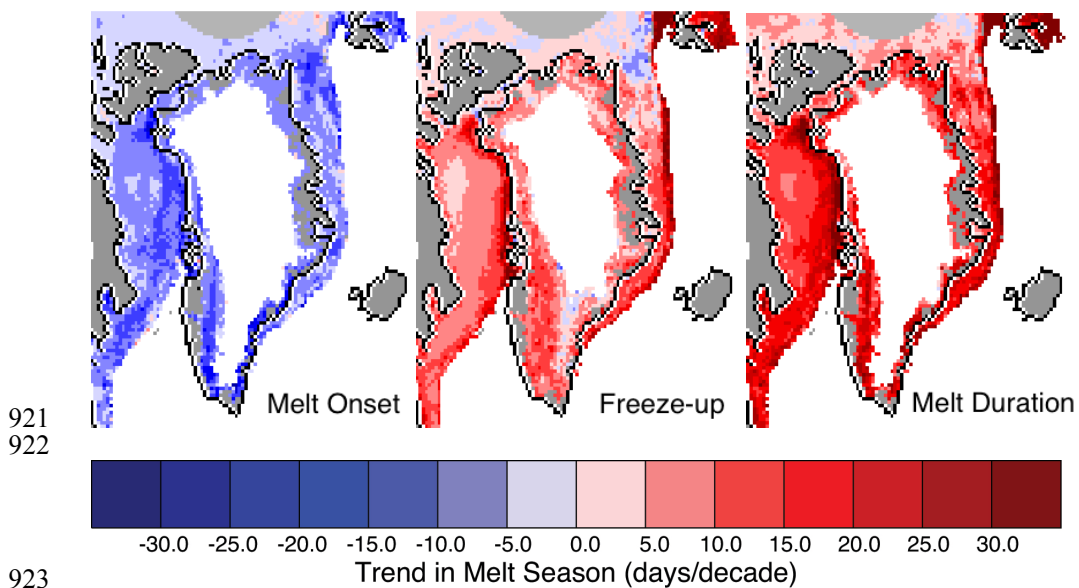 Melt Onset Freeze-up Melt Duration
921
922
-30.0 -25.0 -20.0 -15.0 -10.0 -5.0 0.0 5.0 10.0 15.0 20.0 25.0 30.0
923 Trend in Melt Season (days/decade)